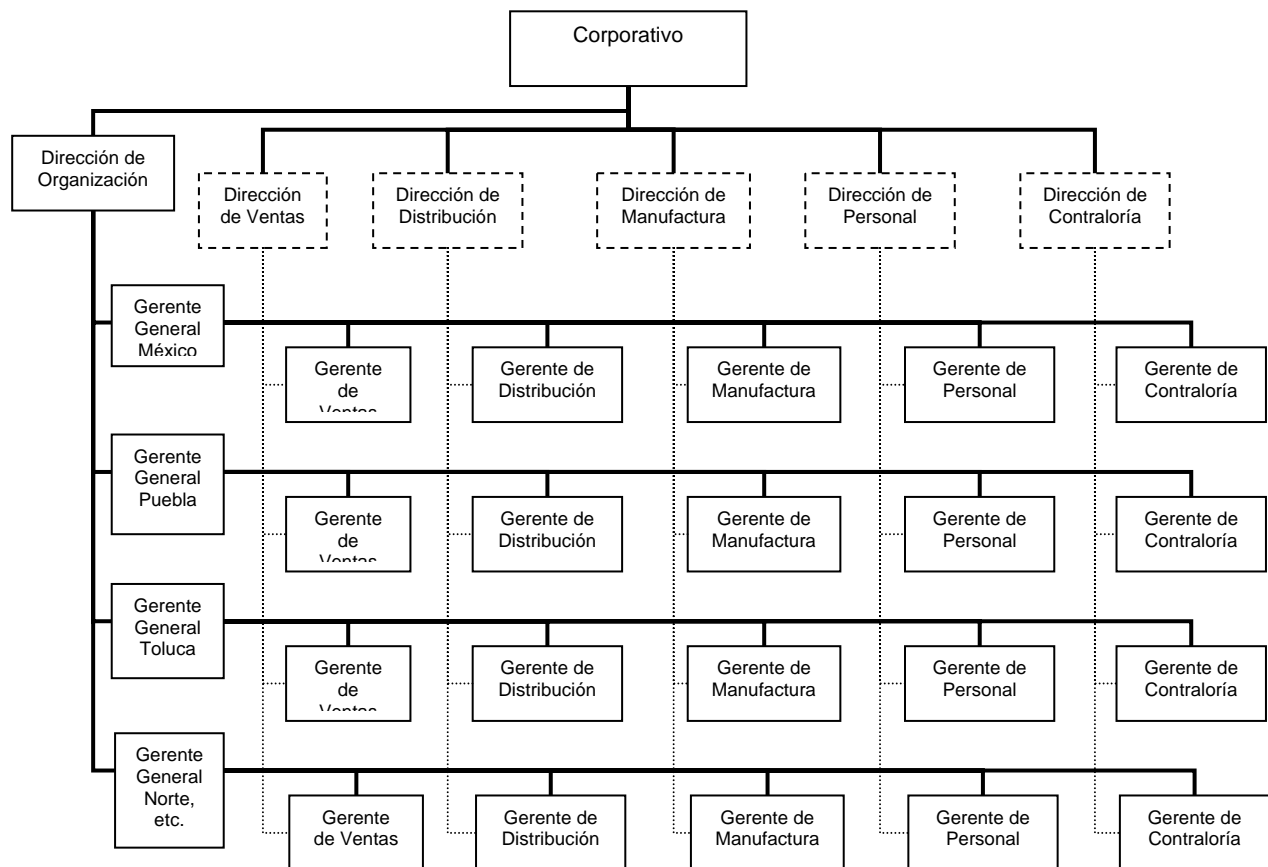 Corporativo
Dirección de
Organización
Dirección
de Ventas
Dirección de
Distribución
Dirección de
Manufactura
Dirección de
Personal
Dirección de
Contraloría
Gerente
General
México
Gerente
de
Ventas
Gerente de
Distribución
Gerente de
Manufactura
Gerente de
Personal
Gerente de
Contraloría
Gerente
General
Puebla
Gerente
de
Ventas
Gerente de
Distribución
Gerente de
Manufactura
Gerente de
Personal
Gerente de
Contraloría
Gerente
General
Toluca
Gerente
de
Ventas
Gerente de
Distribución
Gerente de
Manufactura
Gerente de
Personal
Gerente de
Contraloría
Gerente
General
Norte,
etc.
Gerente
de Ventas
Gerente de
Distribución
Gerente de
Manufactura
Gerente de
Personal
Gerente de
Contraloría